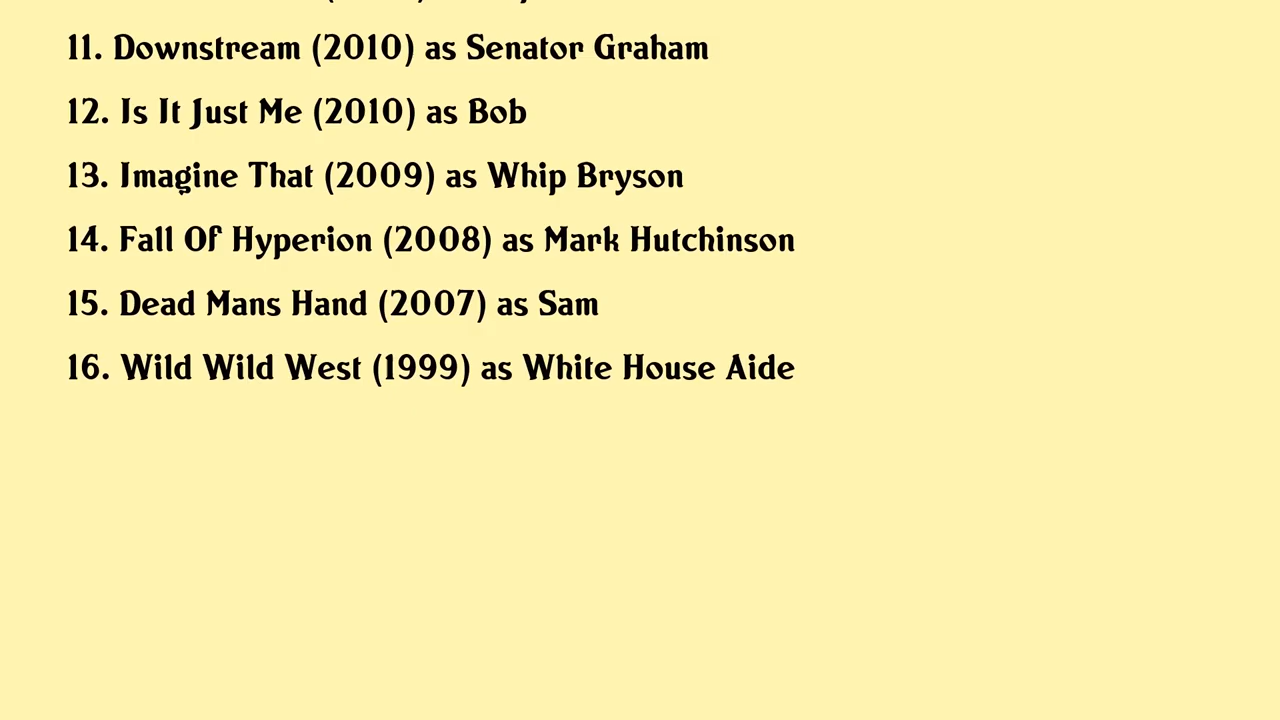 11. Downstream (2010) as Senator Graham
12. Is It Just Me (2010) as Bob
13. Imagine That (2009) as Whip Bryson
14. Fall Of Hyperion (2008) as Mark Hutchinson
15. Dead Mans Hand (2007) as Sam
16. Wild Wild West (1999) as White House Aide